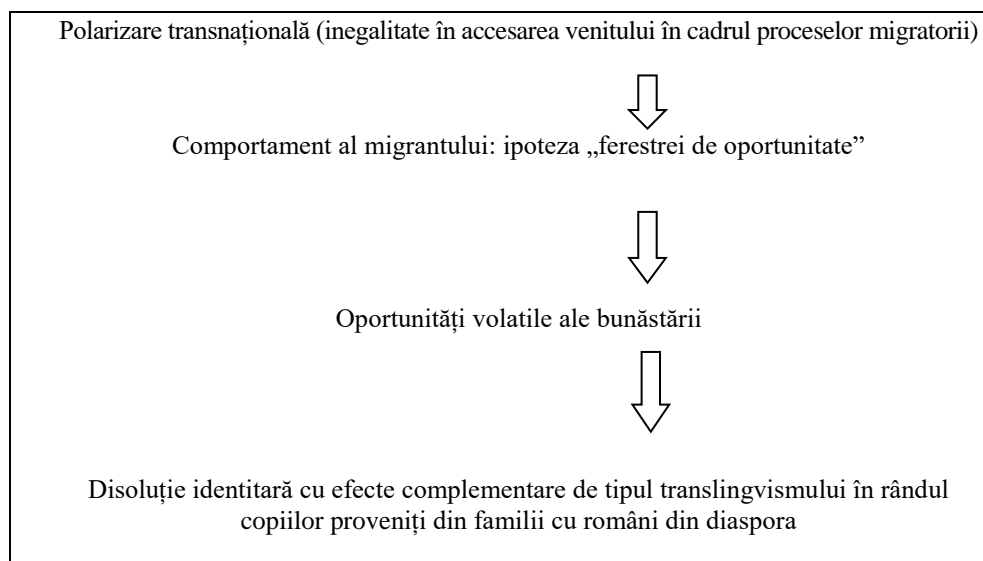 Polarizare transnațională (inegalitate în accesarea venitului în cadrul proceselor migratorii)
Comportament al migrantului: ipoteza „ferestrei de oportunitate”
Oportunități volatile ale bunăstării
Disoluție identitară cu efecte complementare de tipul translingvismului în rândul
copiilor proveniți din familii cu români din diaspora